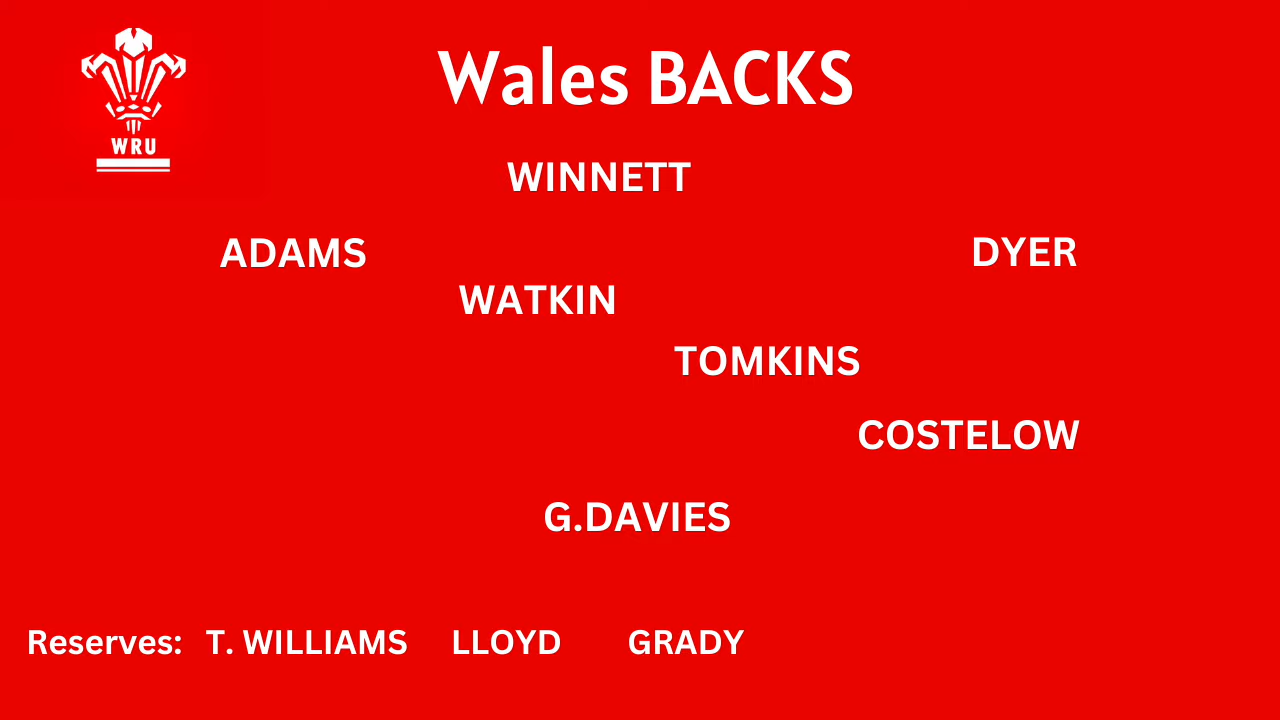 WRU
Wales BACKS
WINNETT
ADAMS DYER
WATKIN
TOMKINS
COSTELOW
G.DAVIES
Reserves: T. WILLIAMS LLOYD GRADY